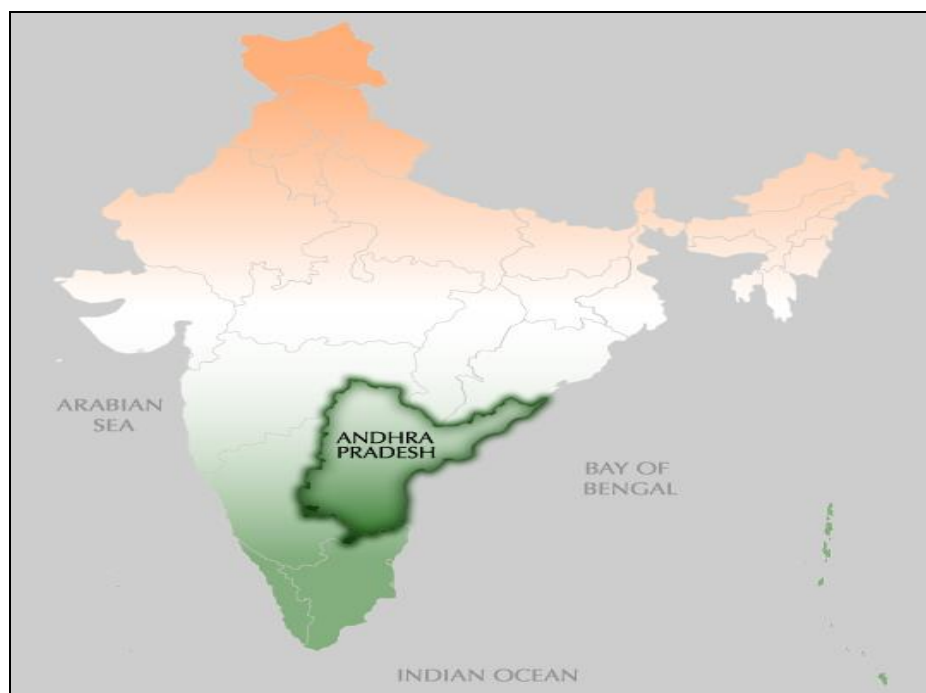 ARABIAN
SEA
ANDHRA
PRADESH
BAY OF
BENGAL
INDIAN OCEAN